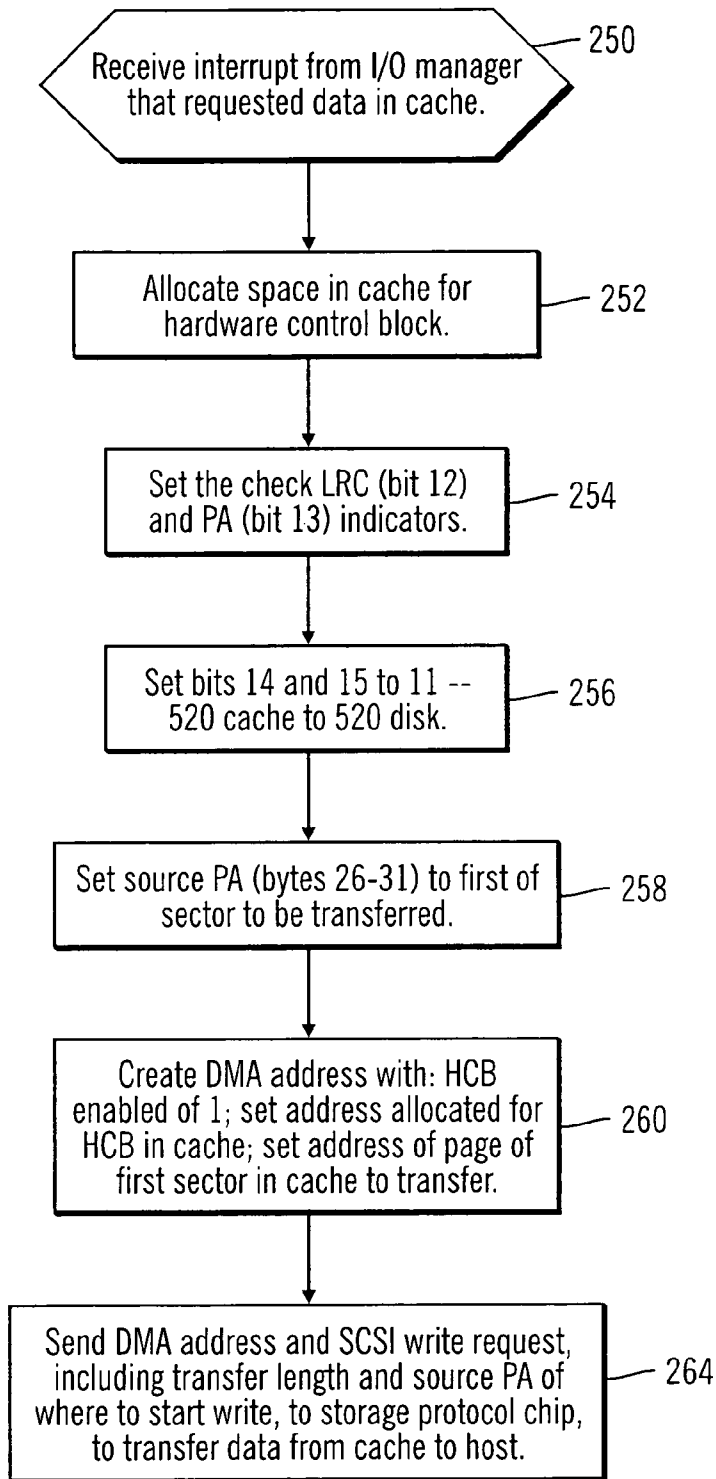 250
Receive interrupt from I/O manager
that requested data in cache.
Allocate space in cache for
hardware control block.
252
Set the check LRC (bit 12)
and PA (bit 13) indicators.
254
Set bits 14 and 15 to 11 --
520 cache to 520 disk.
256
Set source PA (bytes 26-31) to first of
sector to be transferred.
258
Create DMA address with: HCB
enabled of 1; set address allocated for
HCB in cache; set address of page of
first sector in cache to transfer.
260
Send DMA address and SCSI write request,
including transfer length and source PA of
where to start write, to storage protocol chip,
to transfer data from cache to host.
264